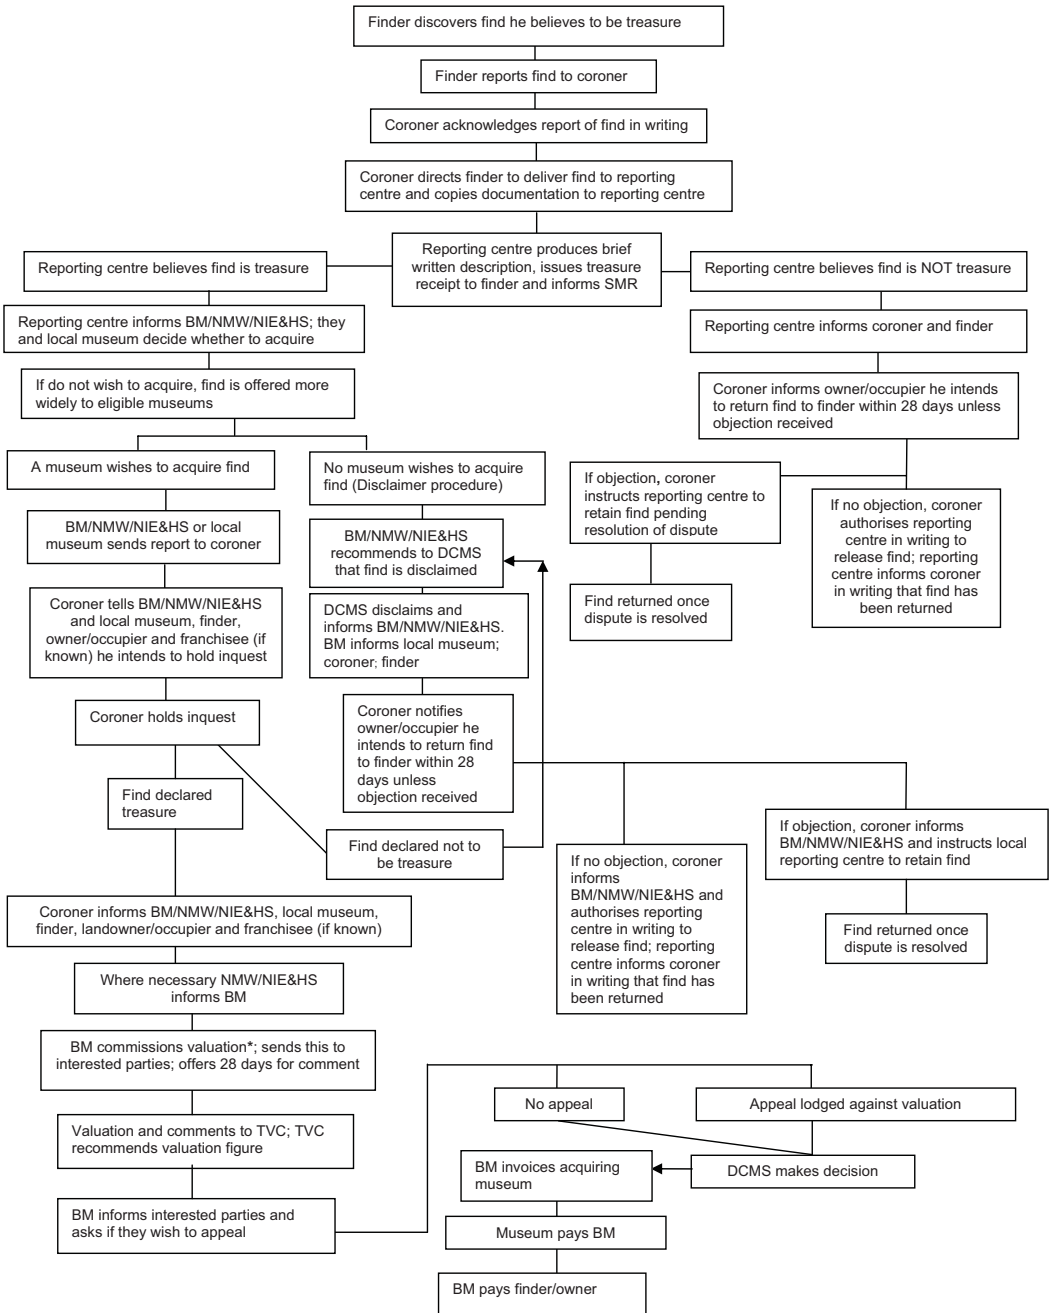 Finder discovers find he believes to be treasure
Finder reports find to coroner
Coroner acknowledges report of find in writing
Coroner directs finder to deliver find to reporting
centre and copies documentation to reporting centre
Reporting centre produces brief
written description, issues treasure
receipt to finder and informs SMR
Reporting centre believes find is treasure
Reporting centre believes find is NOT treasure
Reporting centre informs BM/NMW/NIE&HS; they
and local museum decide whether to acquire
Reporting centre informs coroner and finder
If do not wish to acquire, find is offered more
widely to eligible museums
Coroner informs owner/occupier he intends
to return find to finder within 28 days unless
objection received
A museum wishes to acquire find
No museum wishes to acquire
find (Disclaimer procedure)
If objection, coroner
instructs reporting centre to
retain find pending
resolution of dispute
If no objection, coroner
authorises reporting
centre in writing to
release find; reporting
centre informs coroner
in writing that find has
been returned
BM/NMW/NIE&HS or local
museum sends report to coroner
BM/NMW/NIE&HS
recommends to DCMS
that find is disclaimed
Coroner tells BM/NMW/NIE&HS
and local museum, finder,
owner/occupier and franchisee (if
known) he intends to hold inquest
DCMS disclaims and
informs BM/NMW/NIE&HS.
BM informs local museum;
coroner; finder
Find returned once
dispute is resolved
Coroner holds inquest
Coroner notifies
owner/occupier he
intends to return find
to finder within 28
days unless
objection received
Find declared
treasure
Find declared not to
be treasure
If no objection, coroner
informs
BM/NMW/NIE&HS and
authorises reporting
centre in writing to
release find; reporting
centre informs coroner
in writing that find has
been returned
If objection, coroner informs
BM/NMW/NIE&HS and instructs local
reporting centre to retain find
Find returned once
dispute is resolved
Coroner informs BM/NMW/NIE&HS, local museum,
finder, landowner/occupier and franchisee (if known)
Where necessary NMW/NIE&HS
informs BM
BM commissions valuation*; sends this to
interested parties; offers 28 days for comment
Valuation and comments to TVC; TVC
recommends valuation figure
BM informs interested parties and
asks if they wish to appeal
No appeal
Appeal lodged against valuation
DCMS makes decision
BM invoices acquiring
museum
Museum pays BM
BM pays finder/owner